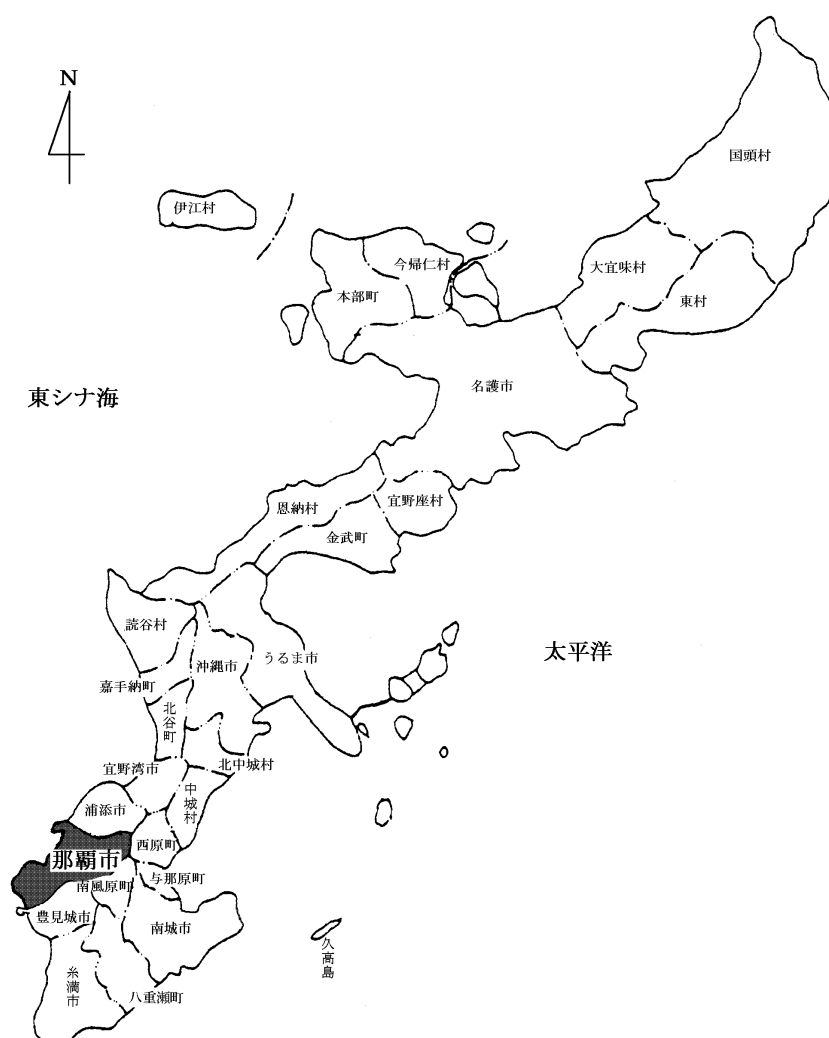 N
国頭村
伊江村
今帰仁村
大宜味村
本部町
東村
名護市
東シナ海
恩納村
宜野座村
金武町
読谷村
うるま市
太平洋
沖縄市
嘉手納町
北谷町
北中城村
宜野湾市
中城村
浦添市
西原町
那覇市
与那原町
南風原町
豊見城市
南城市
久高島
糸満市
八重瀬町